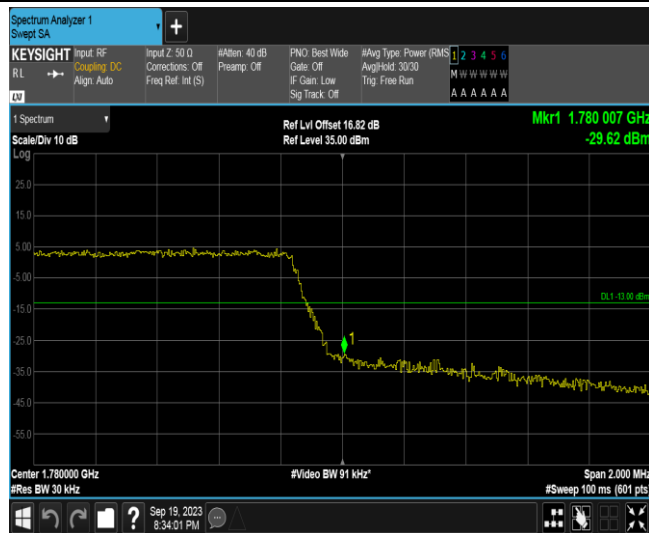 Spectrum Analyzer 1
Swept SA
+
KEYSIGHT
RL
Input: RF
Coupling: DC
Align: Auto
Input Z: 50 Ω
Corrections: Off
Freq Ref: Int (S)
#Atten: 40 dB
Preamp: Off
PNO: Best Wide
Gate: Off
IF Gain: Low
Sig Track: Off
#Avg Type: Power (RMS
Avg|Hold: 30/30
Trig: Free Run
1 2 3 4 5 6
M W W W W W
A A A A A A
1 Spectrum
Scale/Div 10 dB
Log
Ref Lvl Offset 16.82 dB
Ref Level 35.00 dBm
Mkr1 1.780 007 GHz
-29.62 dBm
25.0
15.0
5.00
-5.00
DL1 -13.00 dBm
-15.0
1
-25.0
-35.0
-45.0
-55.0
Center 1.780000 GHz
#Res BW 30 kHz
#Video BW 91 kHz*
Span 2.000 MHz
#Sweep 100 ms (601 pts)
?
Sep 19, 2023
8:34:01 PM